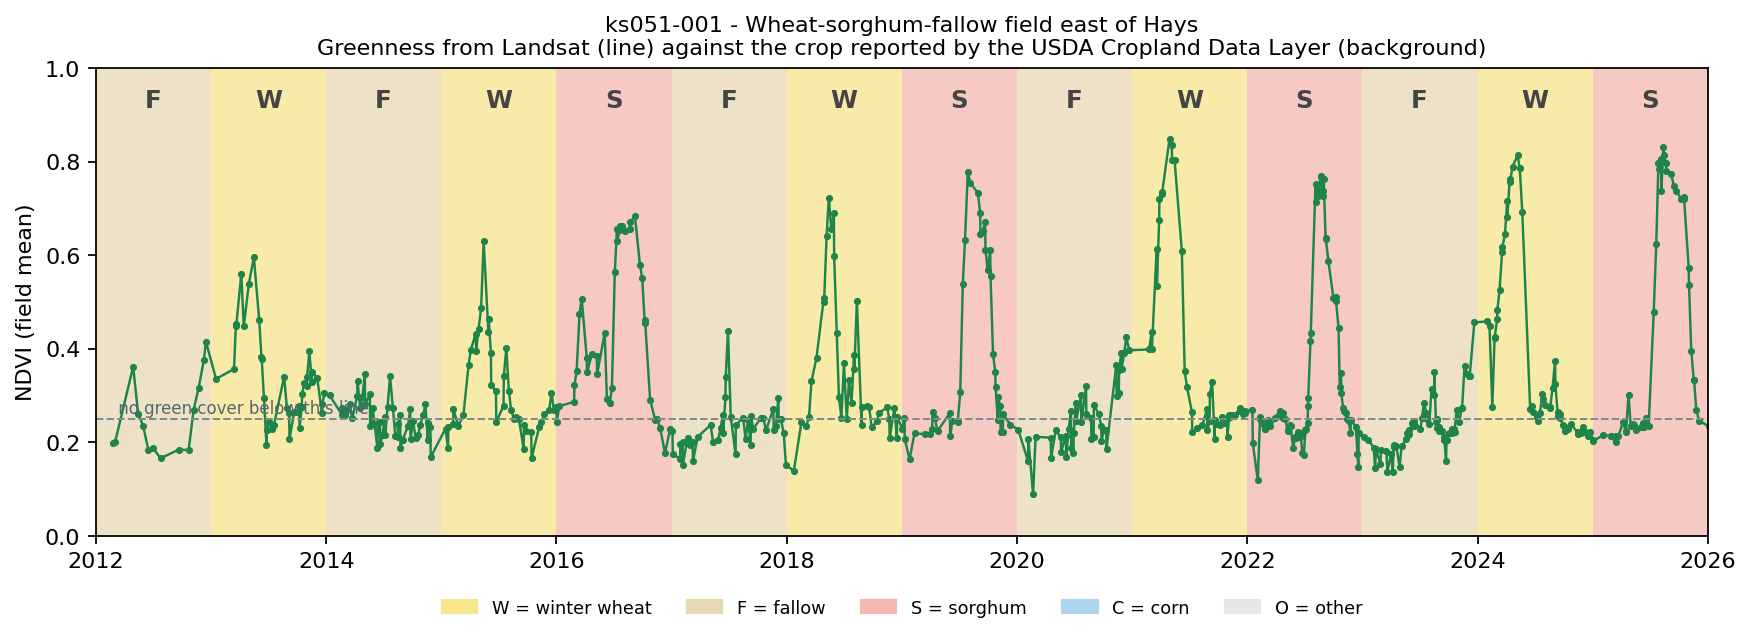 ks051-001 - Wheat-sorghum-fallow field east of Hays
Greenness from Landsat (line) against the crop reported by the USDA Cropland Data Layer (background)
NDVI (field mean)
1.0
0.8
0.6
0.4
0.2
0.0
F W F W S F W S F W S F W S
no green cover below this line
2012 2014 2016 2018 2020 2022 2024 2026
W = winter wheat F = fallow S = sorghum C = corn O = other